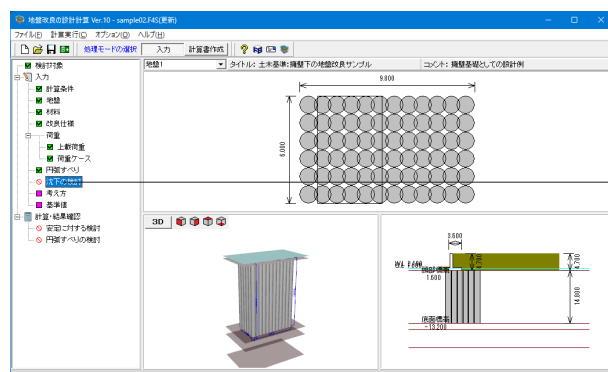 地盤改良の設計計算 Ver.10 - sample02.F4S(更新)
ファイル(F) 計算実行(C) オプション(O) ヘルプ(H)
処理モードの選択 入力 計算書作成
検討対象
入力
計算条件
地盤
材料
改良仕様
荷重
上載荷重
荷重ケース
円弧すべり
沈下の検討
考え方
基準値
計算・結果確認
安定に対する検討
円弧すべりの検討
地盤1 タイトル: 土木基準:擁壁下の地盤改良サンプル コメント: 擁壁基礎としての設計例
9.800
6.000
3D
3.600
4.700
4.700
1.600
14.800
底面標高
-13.200